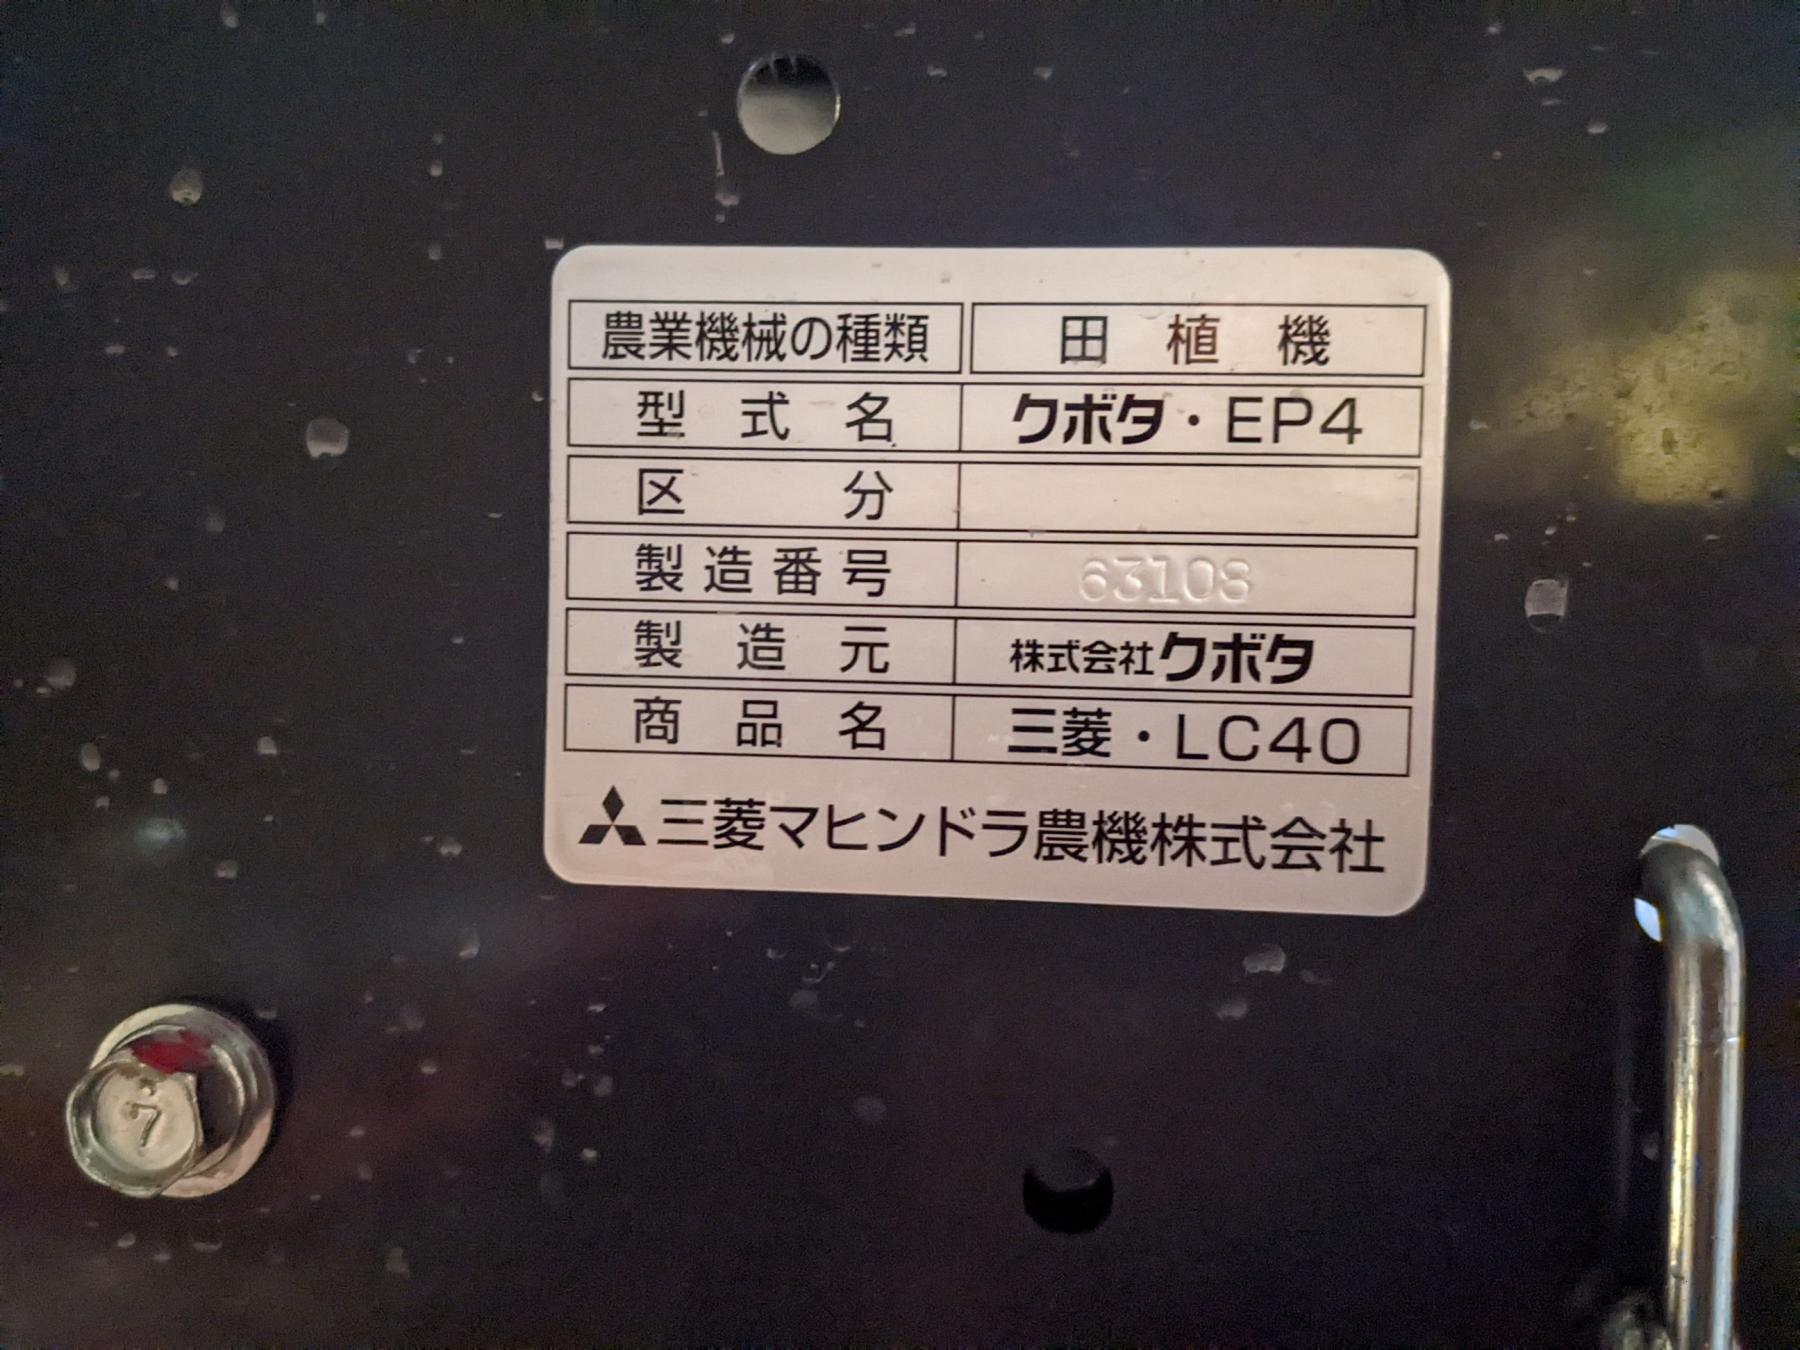 農業機械の種類 田植機
型式名 クボタ・EP4
区分
製造番号 63108
製造元 株式会社クボタ
商品名 三菱・LC40
三菱マヒンドラ農機株式会社
7